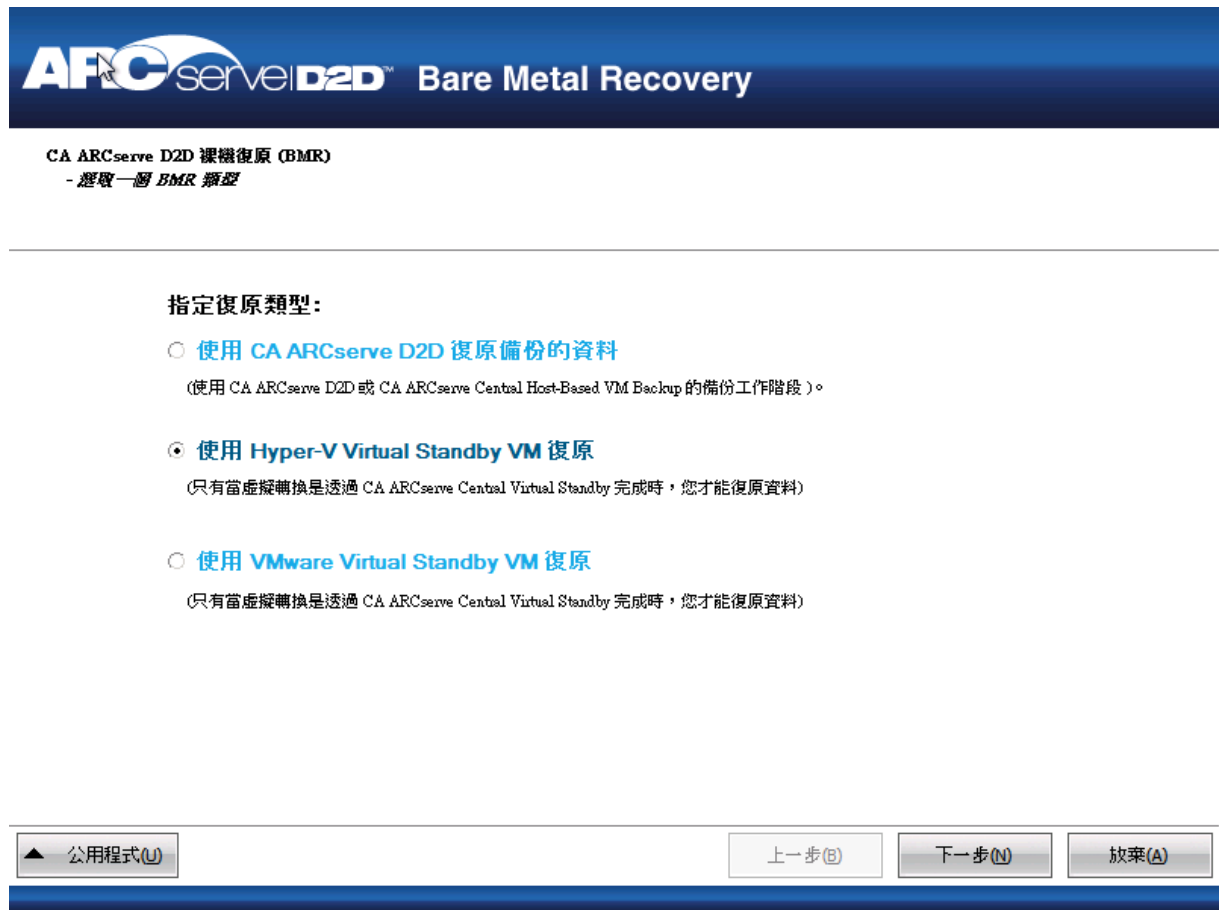 ARCserve D2D™ Bare Metal Recovery
CA ARCserve D2D 裸機復原 (BMR)
- 選取一個 BMR 類型
指定復原類型:
使用 CA ARCserve D2D 復原備份的資料
(使用 CA ARCserve D2D 或 CA ARCserve Central Host-Based VM Backup 的備份工作階段 )。
使用 Hyper-V Virtual Standby VM 復原
(只有當虛擬轉換是透過 CA ARCserve Central Virtual Standby 完成時，您才能復原資料)
使用 VMware Virtual Standby VM 復原
(只有當虛擬轉換是透過 CA ARCserve Central Virtual Standby 完成時，您才能復原資料)
公用程式(U) 上一步(B) 下一步(N) 放棄(A)